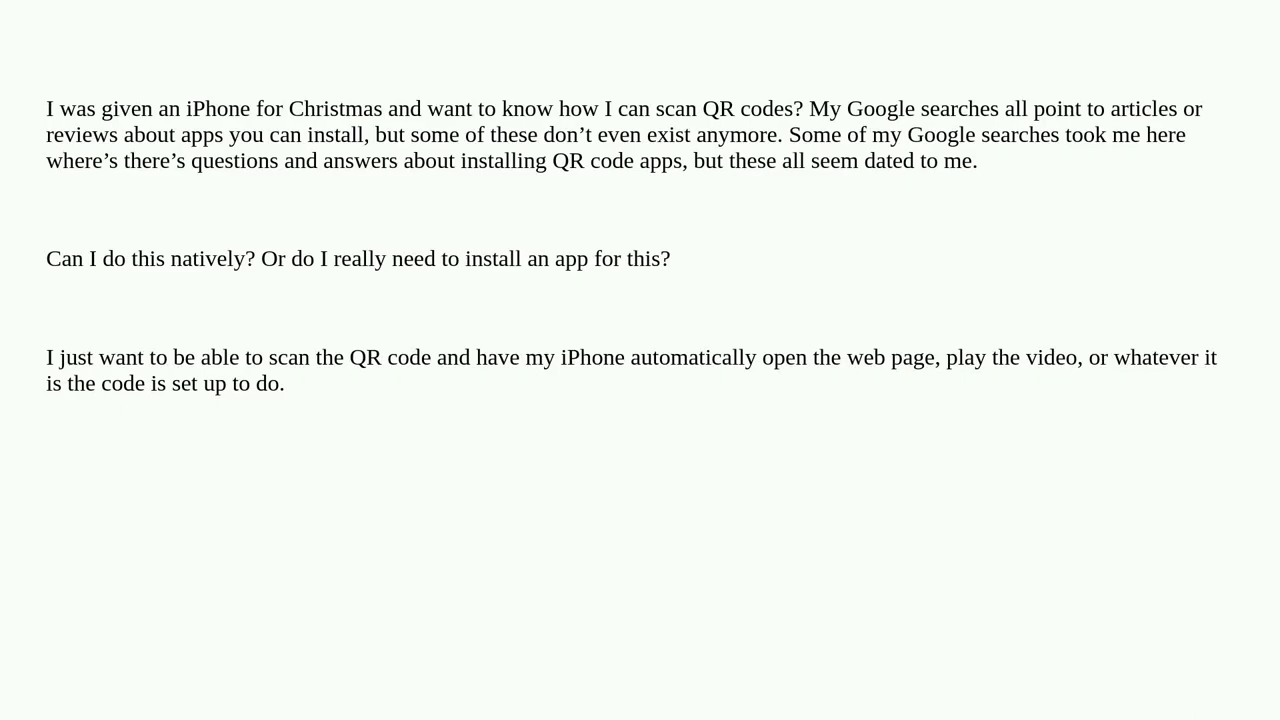 I was given an iPhone for Christmas and want to know how I can scan QR codes? My Google searches all point to articles or
reviews about apps you can install, but some of these don’t even exist anymore. Some of my Google searches took me here
where’s there’s questions and answers about installing QR code apps, but these all seem dated to me.
Can I do this natively? Or do I really need to install an app for this?
I just want to be able to scan the QR code and have my iPhone automatically open the web page, play the video, or whatever it
is the code is set up to do.